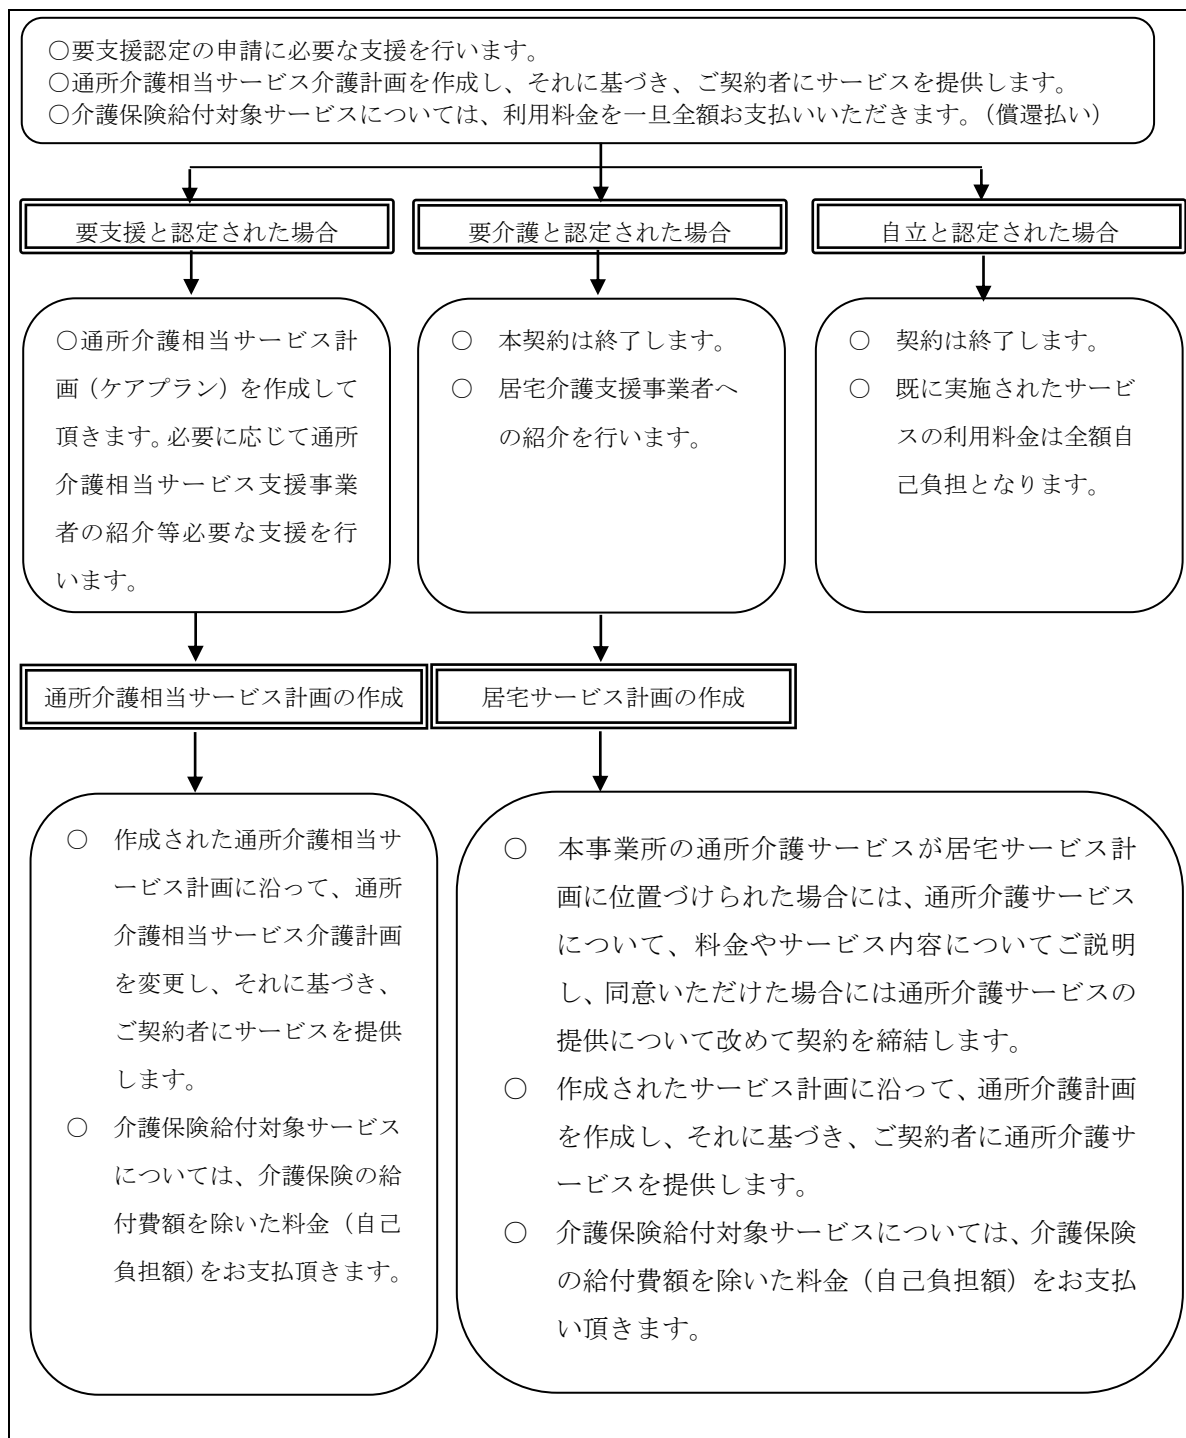 ○要支援認定の申請に必要な支援を行います。
○通所介護相当サービス介護計画を作成し、それに基づき、ご契約者にサービスを提供します。
○介護保険給付対象サービスについては、利用料金を一旦全額お支払いいただきます。（償還払い）
要支援と認定された場合
要介護と認定された場合
自立と認定された場合
○通所介護相当サービス計
画（ケアプラン）を作成して
頂きます。必要に応じて通所
介護相当サービス支援事業
者の紹介等必要な支援を行
います。
○　本契約は終了します。
○　居宅介護支援事業者へ
の紹介を行います。
○　契約は終了します。
○　既に実施されたサービ
スの利用料金は全額自
己負担となります。
通所介護相当サービス計画の作成
居宅サービス計画の作成
○　作成された通所介護相当サ
ービス計画に沿って、通所
介護相当サービス介護計画
を変更し、それに基づき、
ご契約者にサービスを提供
します。
○　介護保険給付対象サービス
については、介護保険の給
付費額を除いた料金（自己
負担額）をお支払頂きます。
○　本事業所の通所介護サービスが居宅サービス計
画に位置づけられた場合には、通所介護サービス
について、料金やサービス内容についてご説明
し、同意いただけた場合には通所介護サービスの
提供について改めて契約を締結します。
○　作成されたサービス計画に沿って、通所介護計画
を作成し、それに基づき、ご契約者に通所介護サ
ービスを提供します。
○　介護保険給付対象サービスについては、介護保険
の給付費額を除いた料金（自己負担額）をお支払
い頂きます。